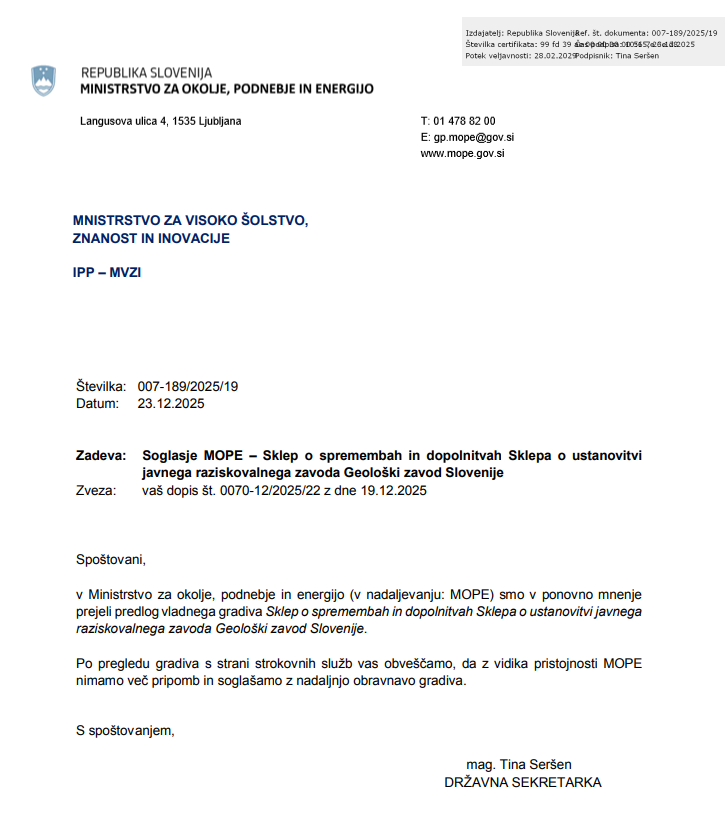 Izdajatelj: Republika Slovenija
Ref. št. dokumenta: 007-189/2025/19
Številka certifikata: 99 fd 39
Potek veljavnosti: 28.02.2029
Podpisnik: Tina Seršen
REPUBLIKA SLOVENIJA
MINISTRSTVO ZA OKOLJE, PODNEBJE IN ENERGIJO
Langusova ulica 4, 1535 Ljubljana
T: 01 478 82 00
E: gp.mope@gov.si
www.mope.gov.si
MNISTRSTVO ZA VISOKO ŠOLSTVO,
ZNANOST IN INOVACIJE
IPP – MVZI
Številka: 007-189/2025/19
Datum: 23.12.2025
Zadeva: Soglasje MOPE – Sklep o spremembah in dopolnitvah Sklepa o ustanovitvi
javnega raziskovalnega zavoda Geološki zavod Slovenije
Zveza: vaš dopis št. 0070-12/2025/22 z dne 19.12.2025
Spoštovani,
v Ministrstvo za okolje, podnebje in energijo (v nadaljevanju: MOPE) smo v ponovno mnenje
prejeli predlog vladnega gradiva Sklep o spremembah in dopolnitvah Sklepa o ustanovitvi javnega
raziskovalnega zavoda Geološki zavod Slovenije.
Po pregledu gradiva s strani strokovnih služb vas obveščamo, da z vidika pristojnosti MOPE
nimamo več pripomb in soglašamo z nadaljnjo obravnavo gradiva.
S spoštovanjem,
mag. Tina Seršen
DRŽAVNA SEKRETARKA